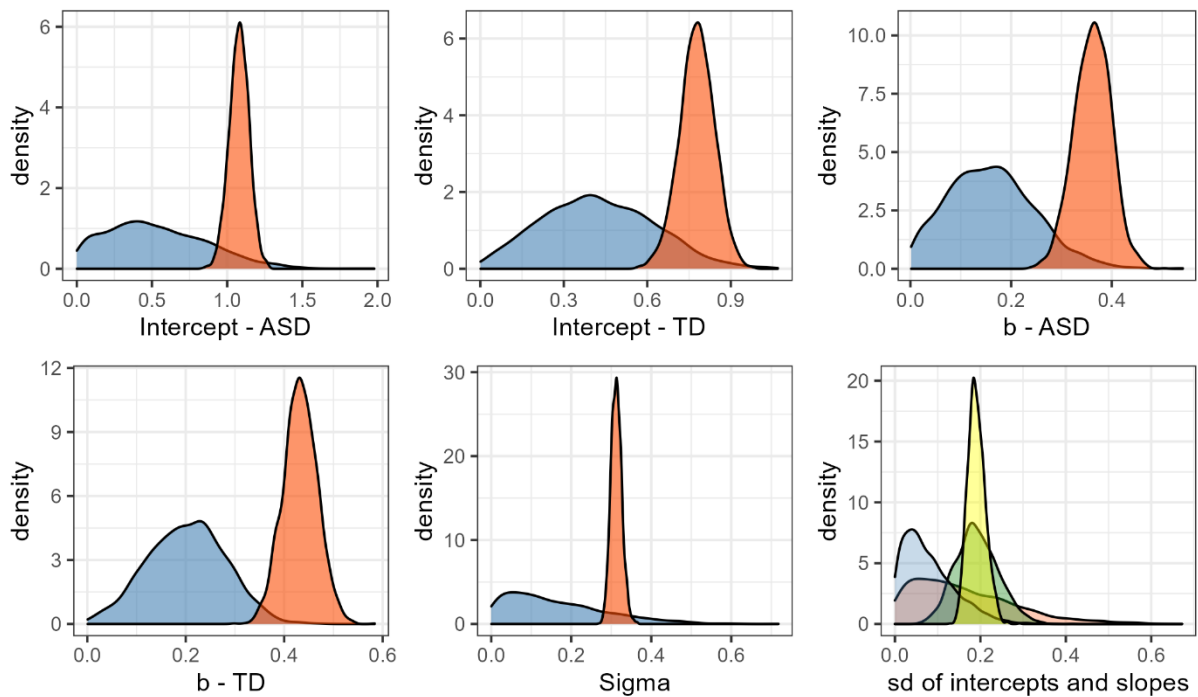 density
6
4
2
0
0.0 0.5 1.0 1.5 2.0
Intercept - ASD
density
6
4
2
0
0.0 0.3 0.6 0.9
Intercept - TD
density
10.0
7.5
5.0
2.5
0.0
0.0 0.2 0.4
b - ASD
density
12
9
6
3
0
0.0 0.2 0.4 0.6
b - TD
density
30
20
10
0
0.0 0.2 0.4 0.6
Sigma
density
20
15
10
5
0
0.0 0.2 0.4 0.6
sd of intercepts and slopes